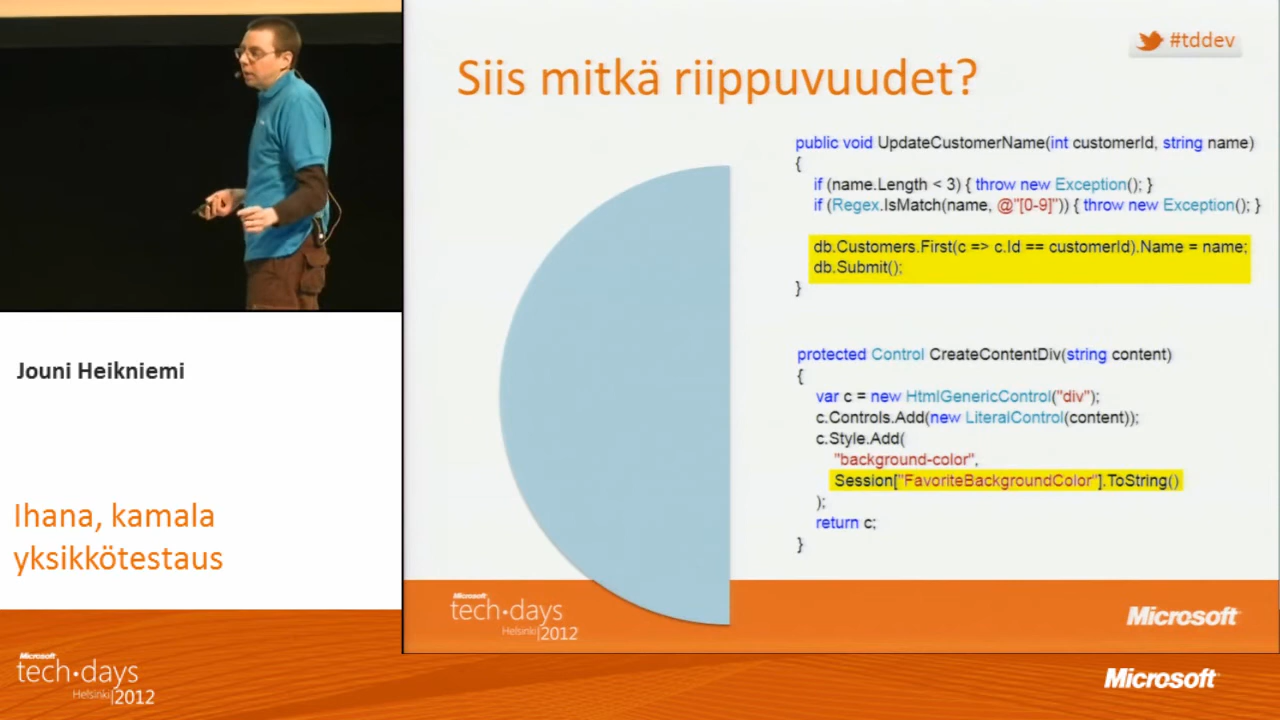 Jouni Heikniemi
Ihana, kamala
yksikkötestaus
Microsoft
tech·days
Helsinki|2012
#tddev
Siis mitkä riippuvuudet?
public void UpdateCustomerName(int customerId, string name)
{
if (name.Length < 3) { throw new Exception(); }
if (Regex.IsMatch(name, @"[0-9]")) { throw new Exception(); }
db.Customers.First(c => c.Id == customerId).Name = name;
db.Submit();
}
protected Control CreateContentDiv(string content)
{
var c = new HtmlGenericControl("div");
c.Controls.Add(new LiteralControl(content));
c.Style.Add(
"background-color",
Session["FavoriteBackgroundColor"].ToString()
);
return c;
}
Microsoft
tech·days
Helsinki|2012
Microsoft
Microsoft